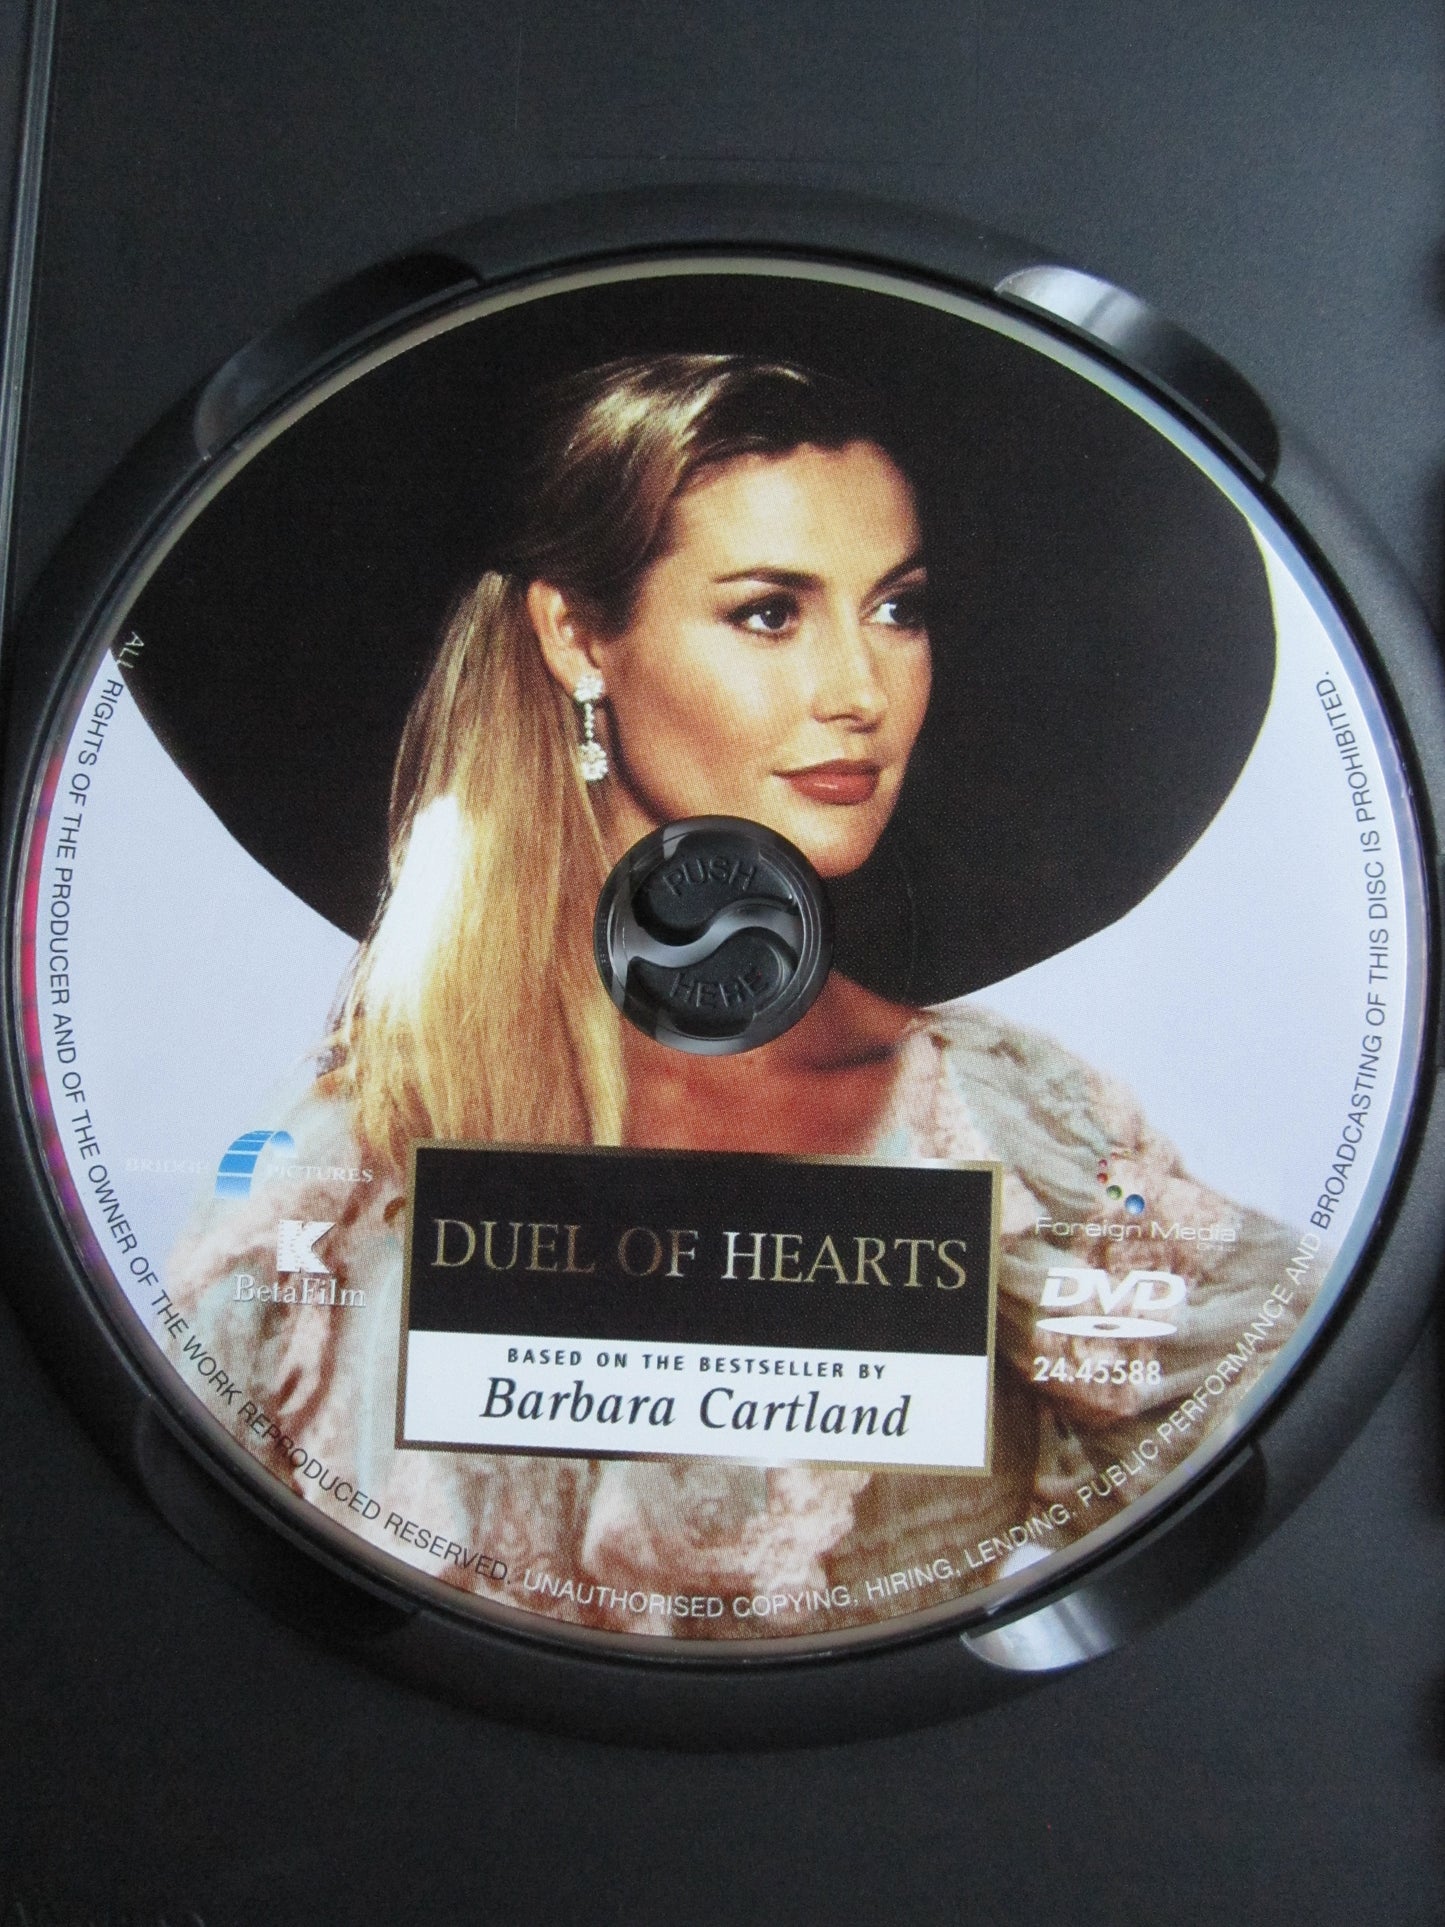 ALL RIGHTS OF THE PRODUCER AND OF THE OWNER OF THE WORK REPRODUCED RESERVED. UNAUTHORISED COPYING, HIRING, LENDING, PUBLIC PERFORMANCE AND BROADCASTING OF THIS DISC IS PROHIBITED.
PUSH
HERE
BRIDGE PICTURES
BetaFilm
DUEL OF HEARTS
BASED ON THE BESTSELLER BY
Barbara Cartland
Foreign Media
DVD
24.45588